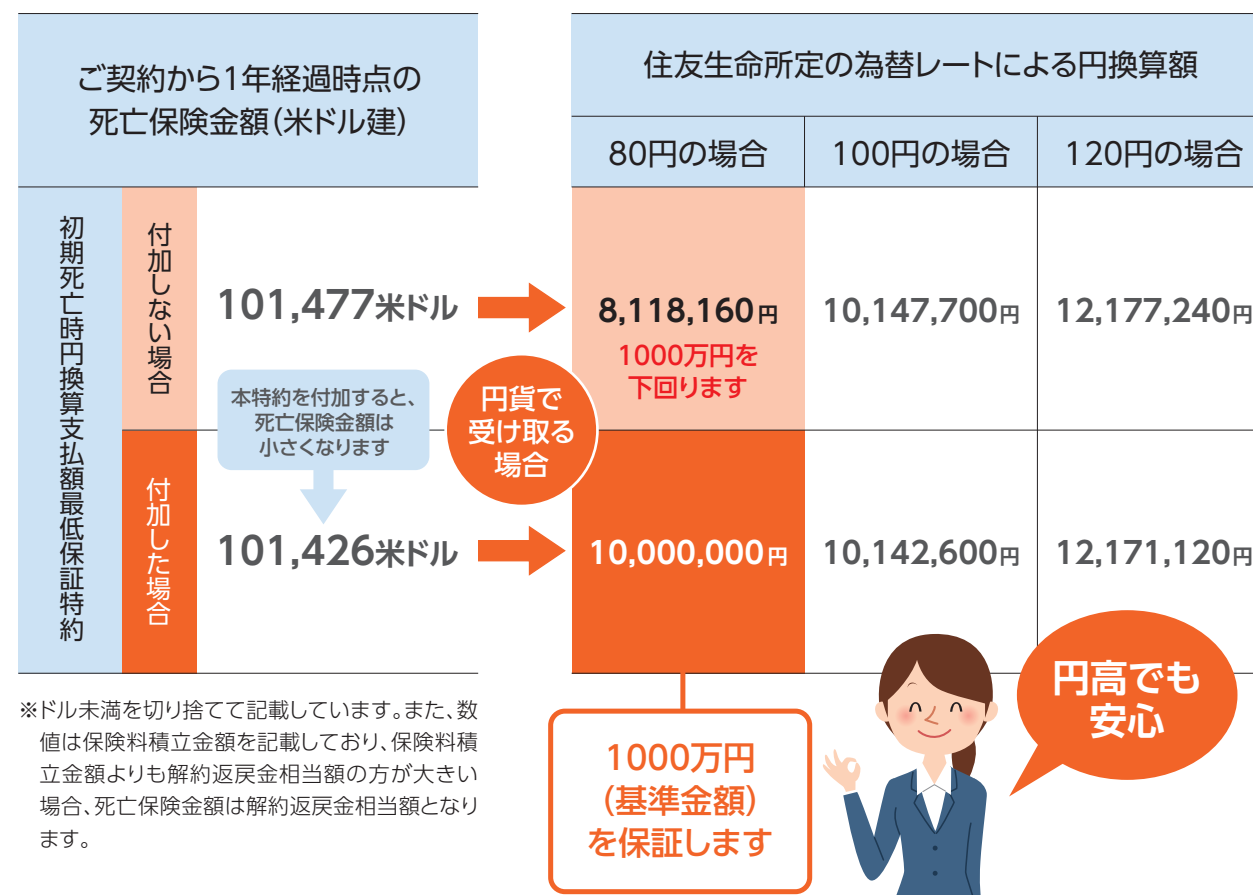 ご契約から1年経過時点の
死亡保険金額（米ドル建）
住友生命所定の為替レートによる円換算額
80円の場合
100円の場合
120円の場合
初期死亡時円換算支払額最低保証特約
付加しない場合
101,477米ドル
8,118,160円
1000万円を
下回ります
10,147,700円
12,177,240円
本特約を付加すると、
死亡保険金額は
小さくなります
円貨で
受け取る
場合
付加した場合
101,426米ドル
10,000,000円
10,142,600円
12,171,120円
※ドル未満を切り捨てて記載しています。また、数
値は保険料積立金額を記載しており、保険料積
立金額よりも解約返戻金相当額の方が大きい
場合、死亡保険金額は解約返戻金相当額となり
ます。
1000万円
（基準金額）
を保証します
円高でも
安心